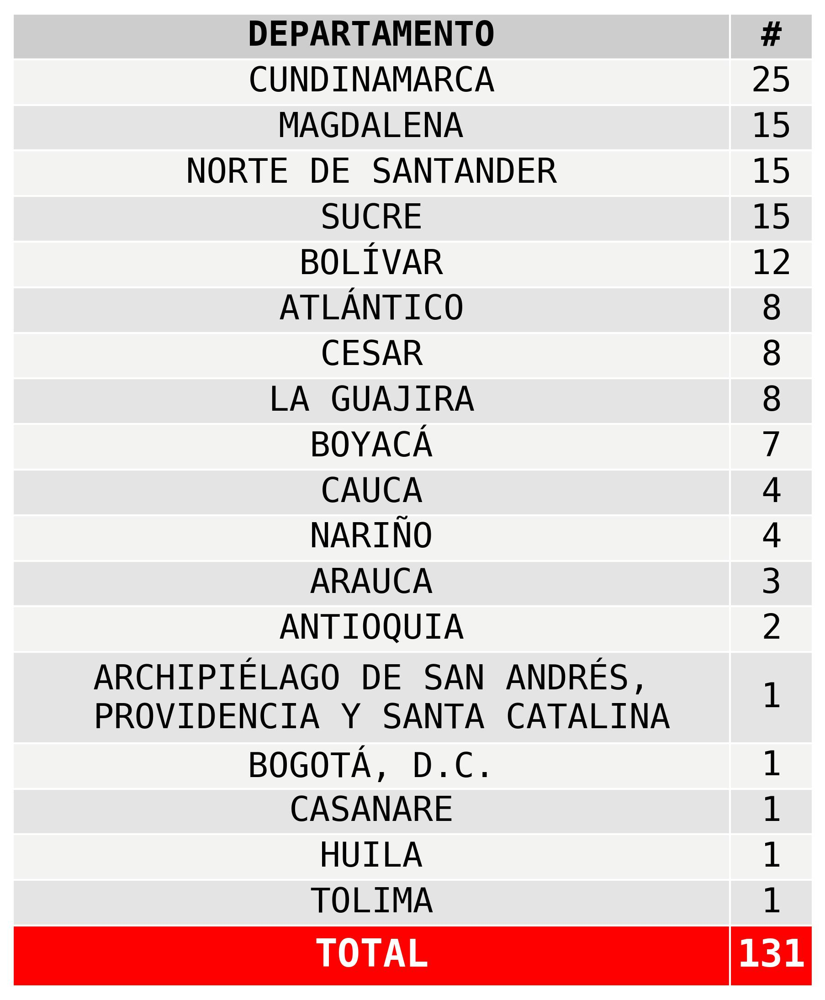 DEPARTAMENTO #
CUNDINAMARCA 25
MAGDALENA 15
NORTE DE SANTANDER 15
SUCRE 15
BOLÍVAR 12
ATLÁNTICO 8
CESAR 8
LA GUAJIRA 8
BOYACÁ 7
CAUCA 4
NARIÑO 4
ARAUCA 3
ANTIOQUIA 2
ARCHIPIÉLAGO DE SAN ANDRÉS,
PROVIDENCIA Y SANTA CATALINA 1
BOGOTÁ, D.C. 1
CASANARE 1
HUILA 1
TOLIMA 1
TOTAL 131